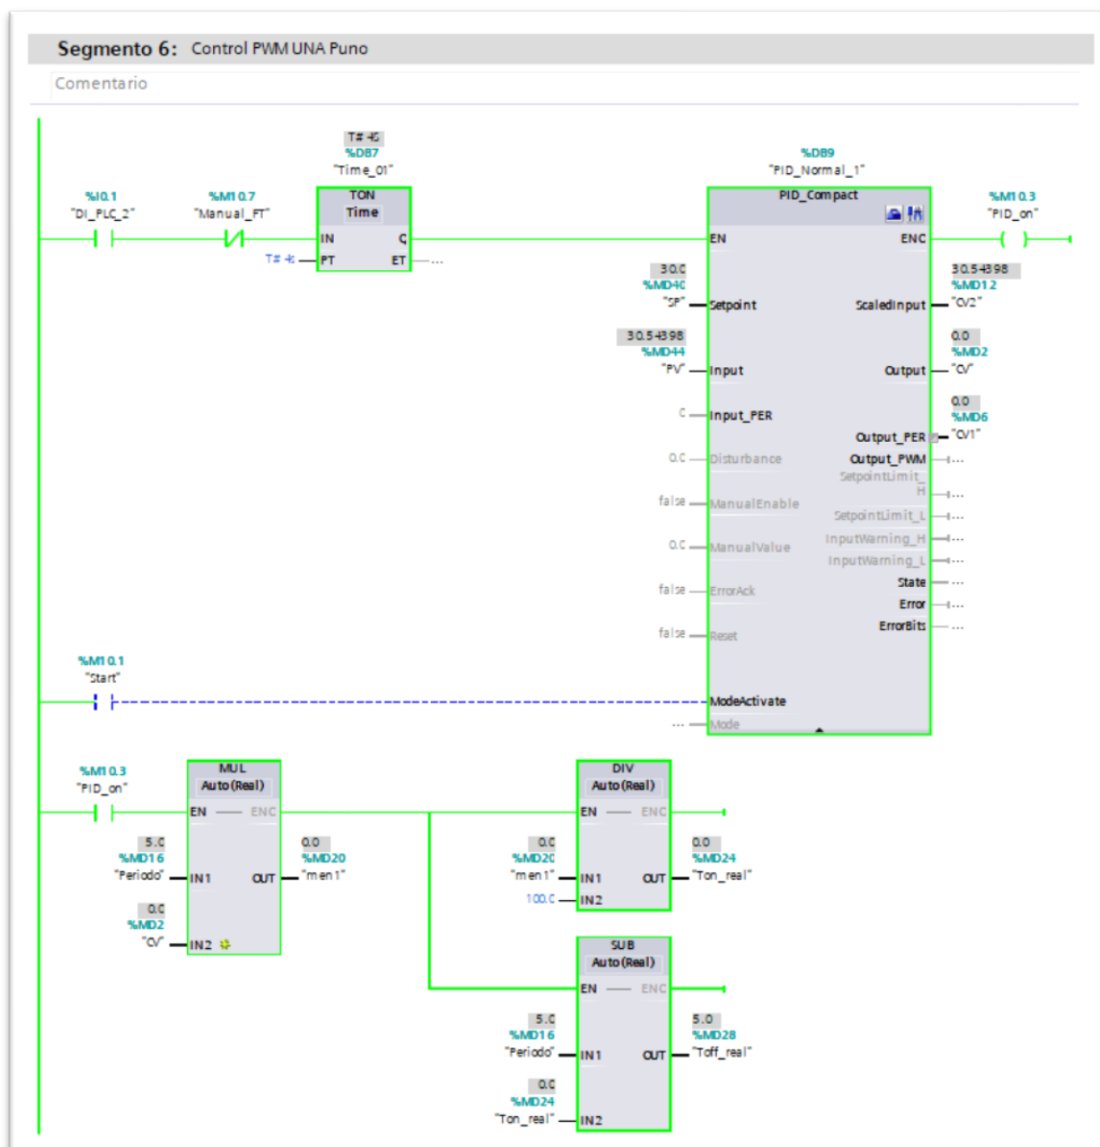 Segmento 6: Control PWM UNA Puno
Comentario
T# 4S
%DB7
"Time_01"
%DB9
"PID_Normal_1"
%I0.1
"DI_PLC_2"
%M10.7
"Manual_FT"
TON
Time
IN
Q
T# 4s
PT
ET
...
PID_Compact
%M10.3
"PID_on"
EN
ENO
30.0
%MD40
"SP"
Setpoint
30.54398
%MD12
"CV2"
ScaledInput
30.54398
%MD44
"PV"
Input
0.0
%MD2
"CV"
Output
0
Input_PER
0.0
%MD6
"CV1"
Output_PER
0.0
Disturbance
Output_PWM
...
SetpointLimit_
H
...
false
ManualEnable
SetpointLimit_L
...
0.0
ManualValue
InputWarning_H
...
InputWarning_L
...
false
ErrorAck
State
...
Error
...
false
Reset
ErrorBits
...
%M10.1
"Start"
ModeActivate
...
Mode
%M10.3
"PID_on"
MUL
Auto (Real)
EN
ENO
5.0
%MD16
"Periodo"
IN1
0.0
%MD20
"men1"
OUT
0.0
%MD2
"CV"
IN2
DIV
Auto (Real)
EN
ENO
0.0
%MD20
"men1"
IN1
0.0
%MD24
"Ton_real"
OUT
100.0
IN2
SUB
Auto (Real)
EN
ENO
5.0
%MD16
"Periodo"
IN1
5.0
%MD28
"Toff_real"
OUT
0.0
%MD24
"Ton_real"
IN2